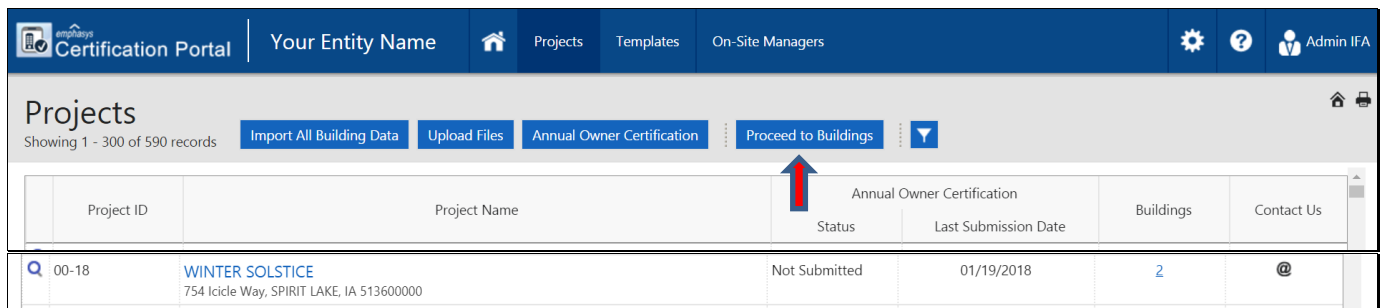 emphasys
Certification Portal
Your Entity Name
Projects
Templates
On-Site Managers
?
Admin IFA
Projects
Showing 1 - 300 of 590 records
Import All Building Data
Upload Files
Annual Owner Certification
Proceed to Buildings
Project ID
Project Name
Annual Owner Certification
Status
Last Submission Date
Buildings
Contact Us
00-18
WINTER SOLSTICE
Not Submitted
01/19/2018
2
@
754 Icicle Way, SPIRIT LAKE, IA 513600000